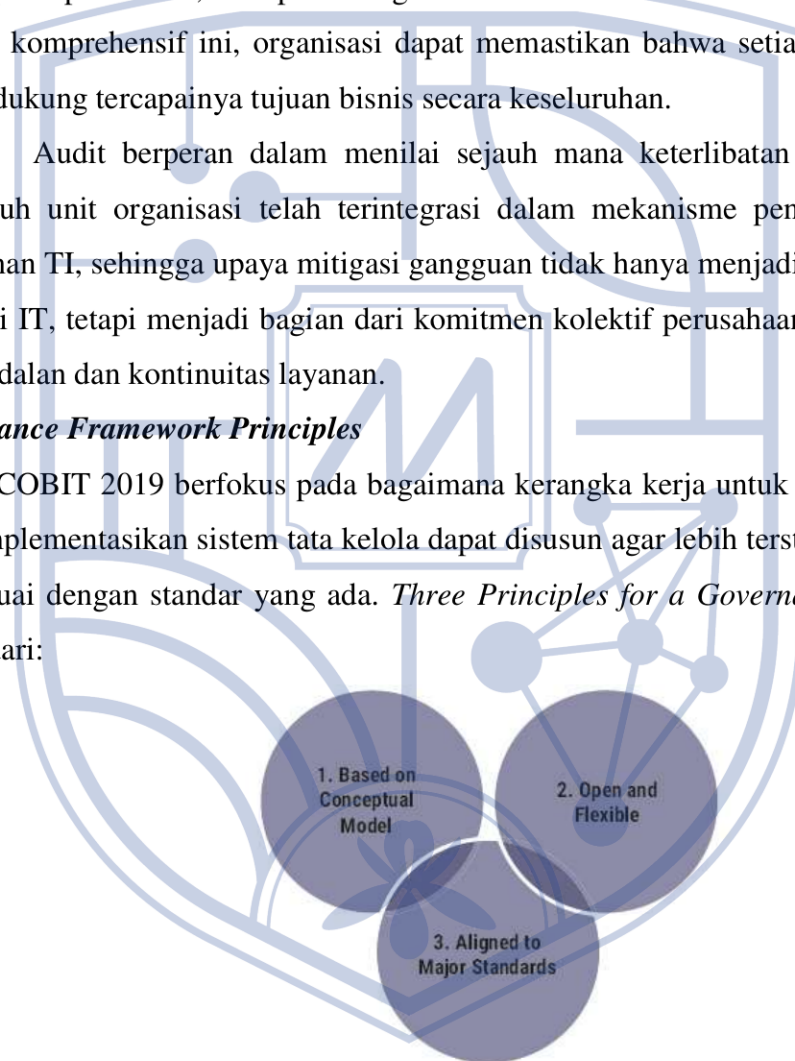 komprehensif ini, organisasi dapat memastikan bahwa setia
dukung tercapainya tujuan bisnis secara keseluruhan.
Audit berperan dalam menilai sejauh mana keterlibatan
uh unit organisasi telah terintegrasi dalam mekanisme pen
nan TI, sehingga upaya mitigasi gangguan tidak hanya menjadi
i IT, tetapi menjadi bagian dari komitmen kolektif perusahaan
dalan dan kontinuitas layanan.
ance Framework Principles
COBIT 2019 berfokus pada bagaimana kerangka kerja untuk
nplementasikan sistem tata kelola dapat disusun agar lebih terst
uai dengan standar yang ada. Three Principles for a Governa
lari:
1. Based on
Conceptual
Model
2. Open and
Flexible
3. Aligned to
Major Standards